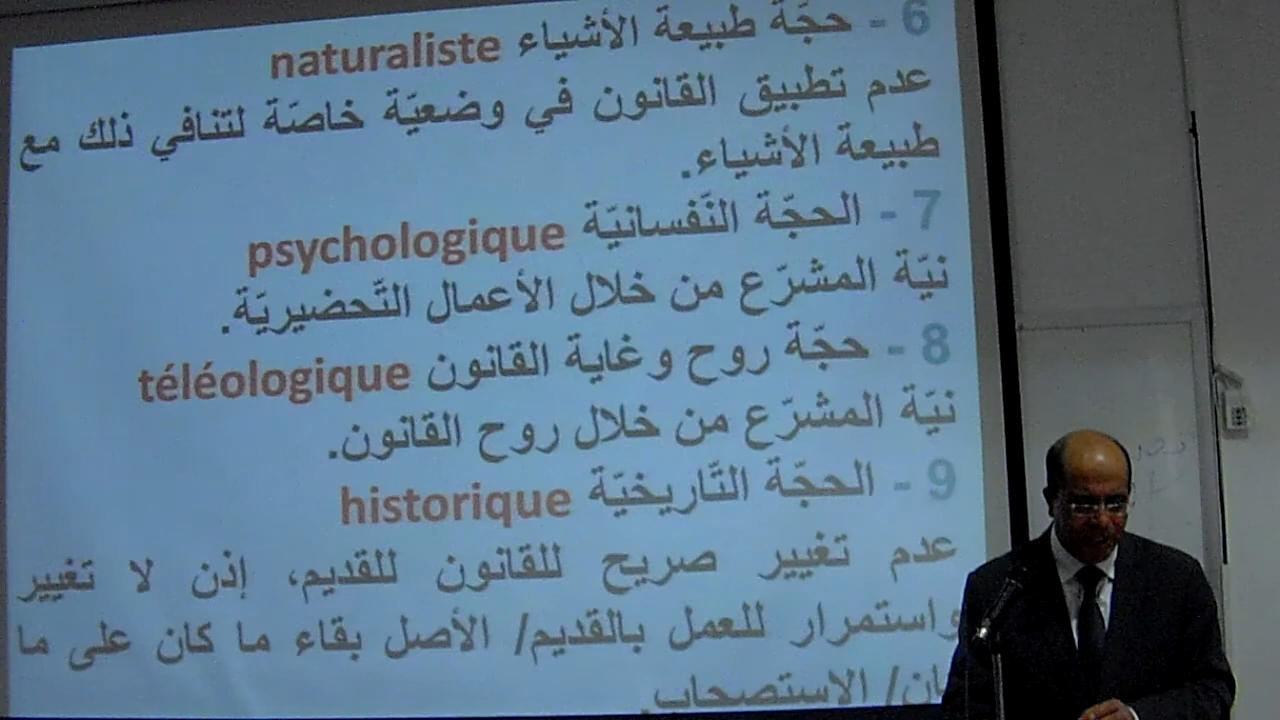 6 - حجّة طبيعة الأشياء naturaliste
عدم تطبيق القانون في وضعيّة خاصّة لتنافي ذلك مع
طبيعة الأشياء.
7 - الحجّة النّفسانيّة psychologique
نيّة المشرّع من خلال الأعمال التّحضيريّة.
8 - حجّة روح وغاية القانون téléologique
نيّة المشرّع من خلال روح القانون.
9 - الحجّة التّاريخيّة historique
عدم تغيير صريح للقانون للقديم، إذن لا تغيير
واستمرار للعمل بالقديم/ الأصل بقاء ما كان على ما
/ الاستصحاب.